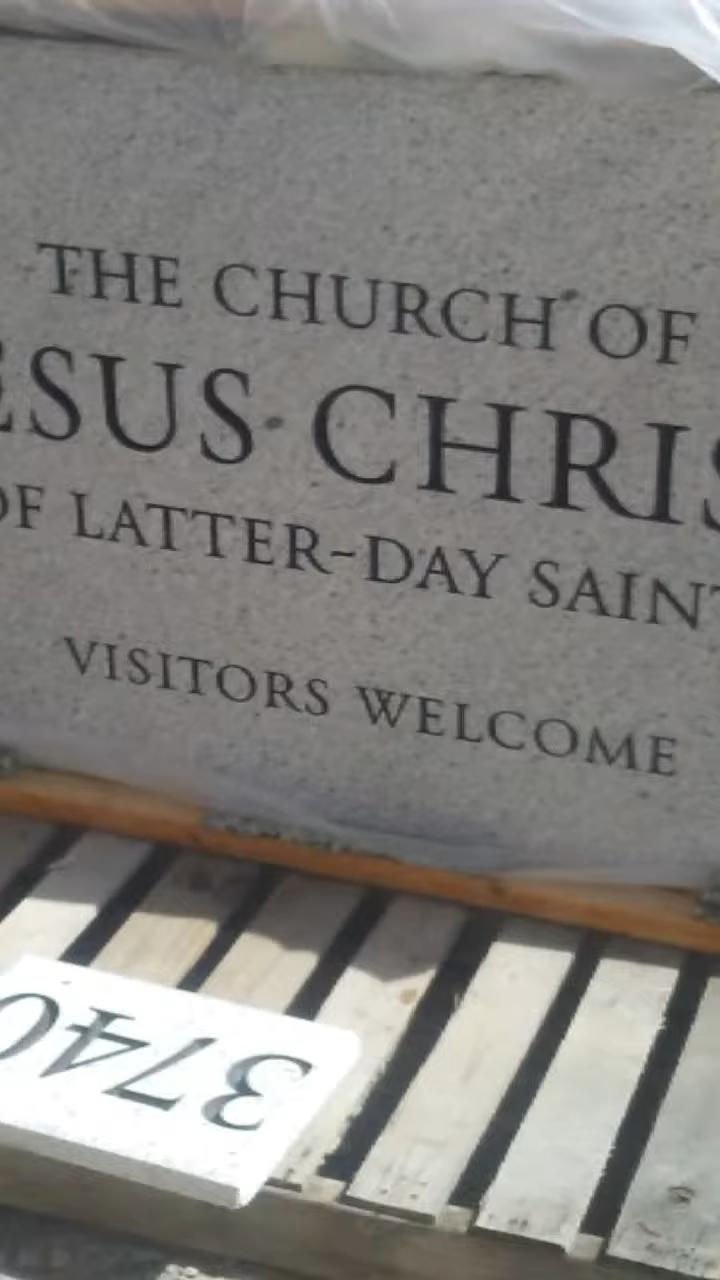 THE CHURCH OF
ESUS CHRIS
OF LATTER-DAY SAINT
VISITORS WELCOME
3740